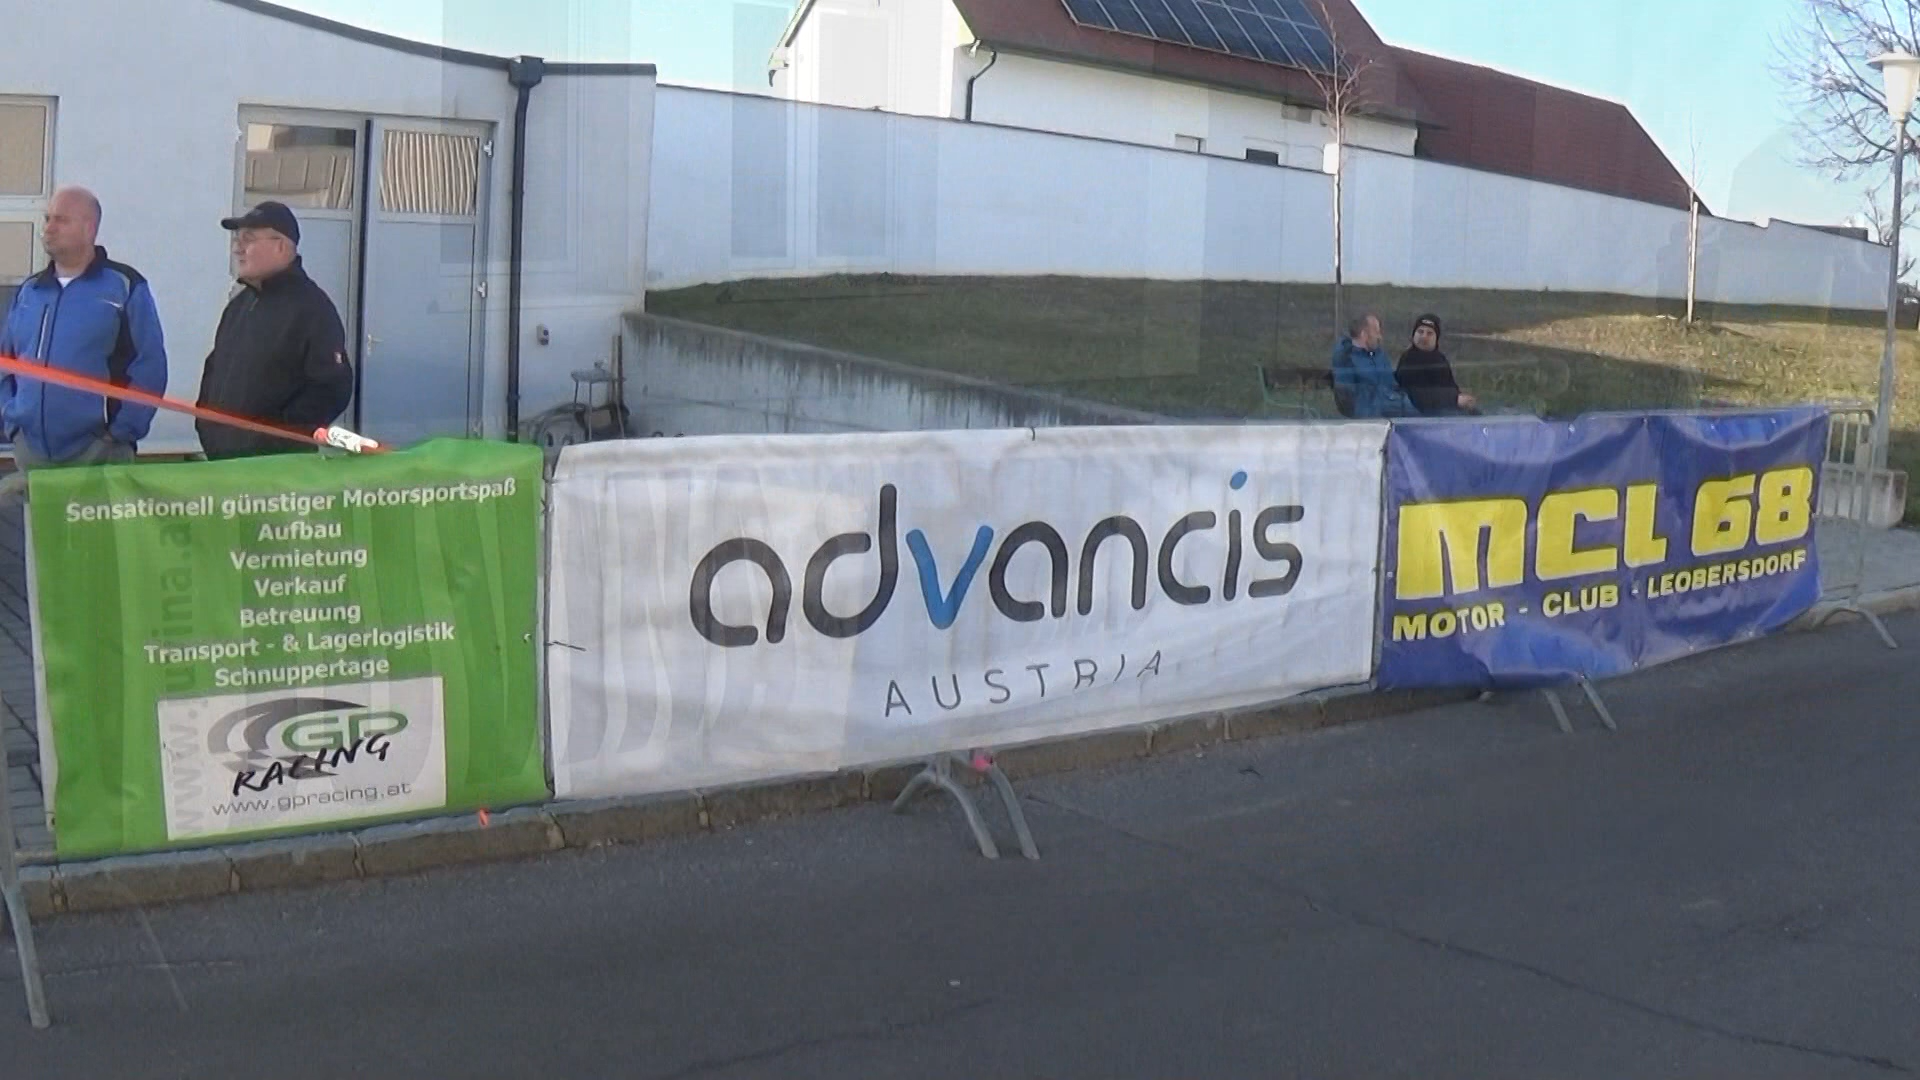 Sensationell günstiger Motorsportspaß
Aufbau
Vermietung
Verkauf
Betreuung
Transport - & Lagerlogistik
Schnuppertage
GP
RACING
www.gpracing.at
advancis
AUSTRIA
MCL 68
MOTOR - CLUB - LEOBERSDORF